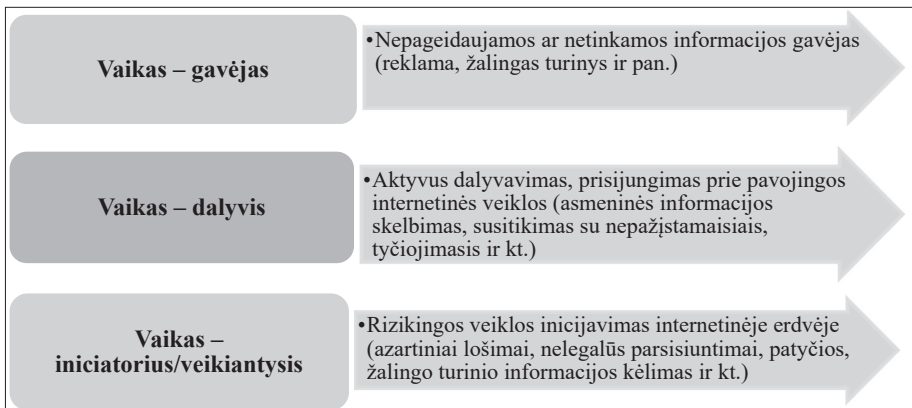 Vaikas – gavėjas
•Nepageidaujamos ar netinkamos informacijos gavėjas
(reklama, žalingas turinys ir pan.)
Vaikas – dalyvis
•Aktyvus dalyvavimas, prisijungimas prie pavojingos
internetinės veiklos (asmeninės informacijos
skelbimas, susitikimas su nepažįstamaisiais,
tyčiojimasis ir kt.)
Vaikas –
iniciatorius/veikiantysis
•Rizikingos veiklos inicijavimas internetinėje erdvėje
(azartiniai lošimai, nelegalūs parsisiuntimai, patyčios,
žalingo turinio informacijos kėlimas ir kt.)